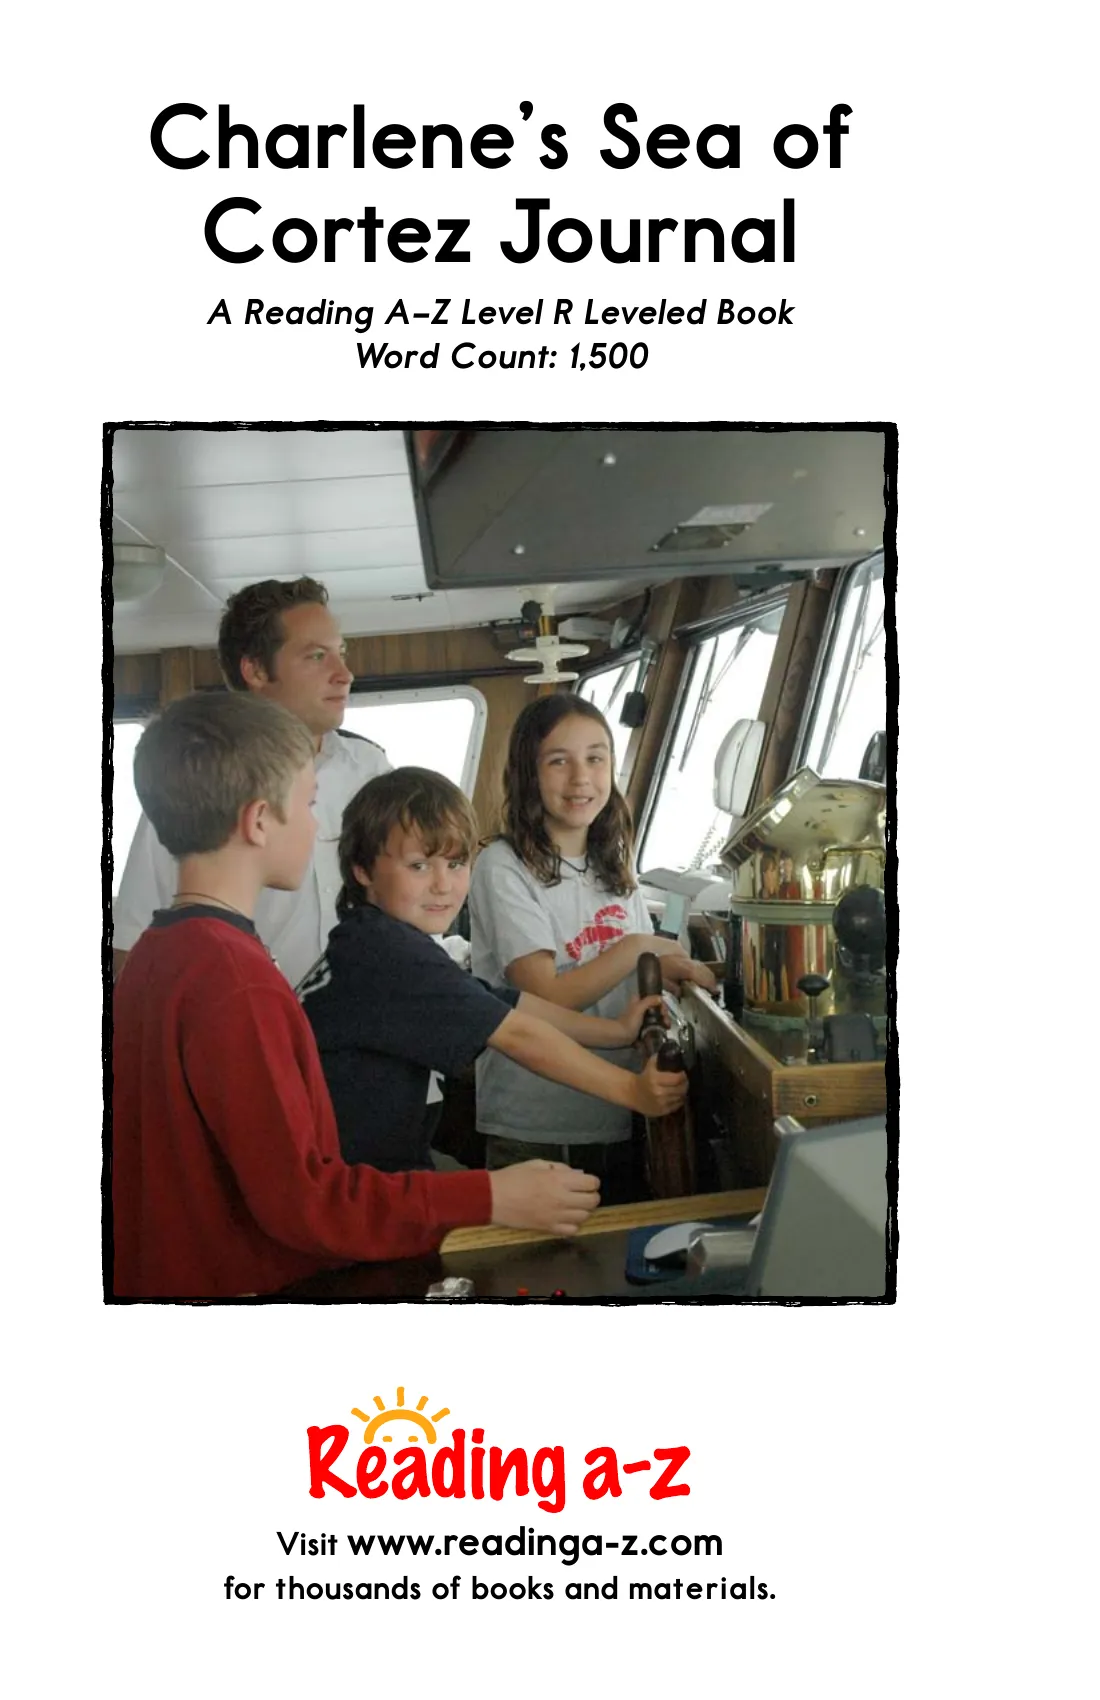 Charlene’s Sea of
Cortez Journal
A Reading A–Z Level R Leveled Book
Word Count: 1,500
Reading a-z
Visit www.readinga-z.com
for thousands of books and materials.